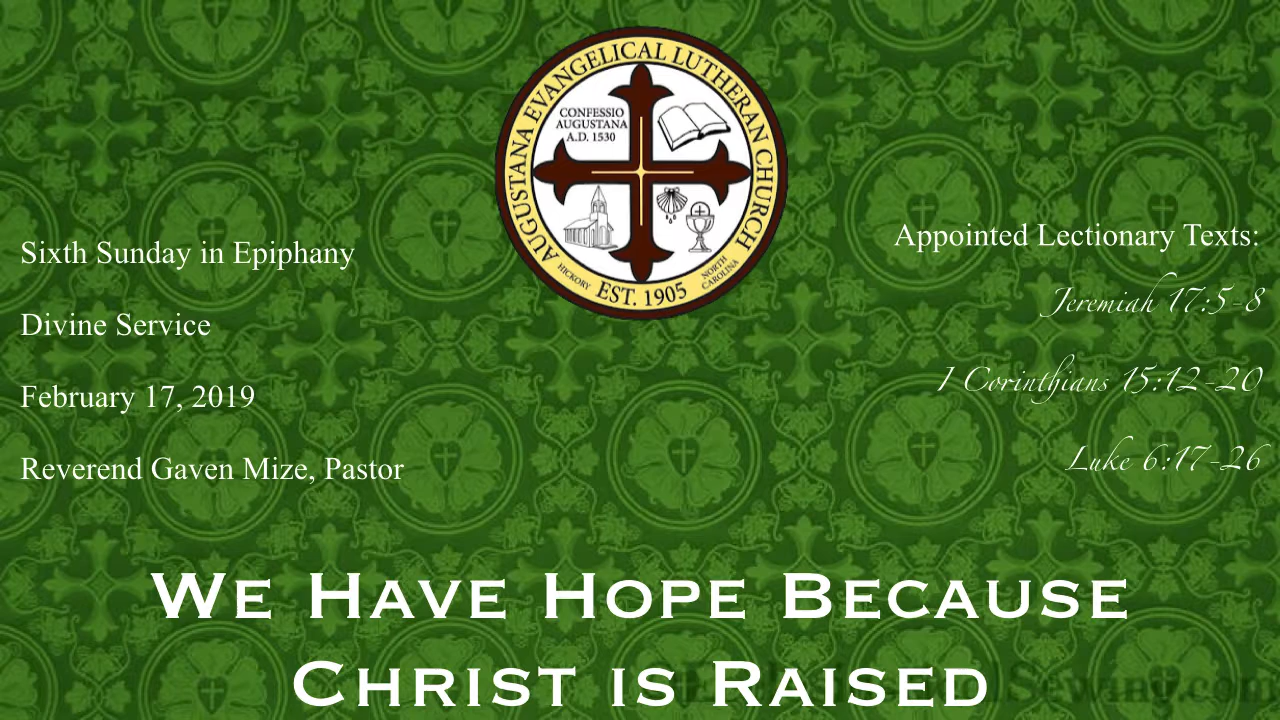 AUGUSTANA EVANGELICAL LUTHERAN CHURCH
CONFESSIO
AUGUSTANA
A.D. 1530
HICKORY
NORTH
CAROLINA
EST. 1905
Sixth Sunday in Epiphany
Divine Service
February 17, 2019
Reverend Gaven Mize, Pastor
Appointed Lectionary Texts:
Jeremiah 17:5-8
1 Corinthians 15:12-20
Luke 6:17-26
We Have Hope Because
Christ is Raised
Sewing.com